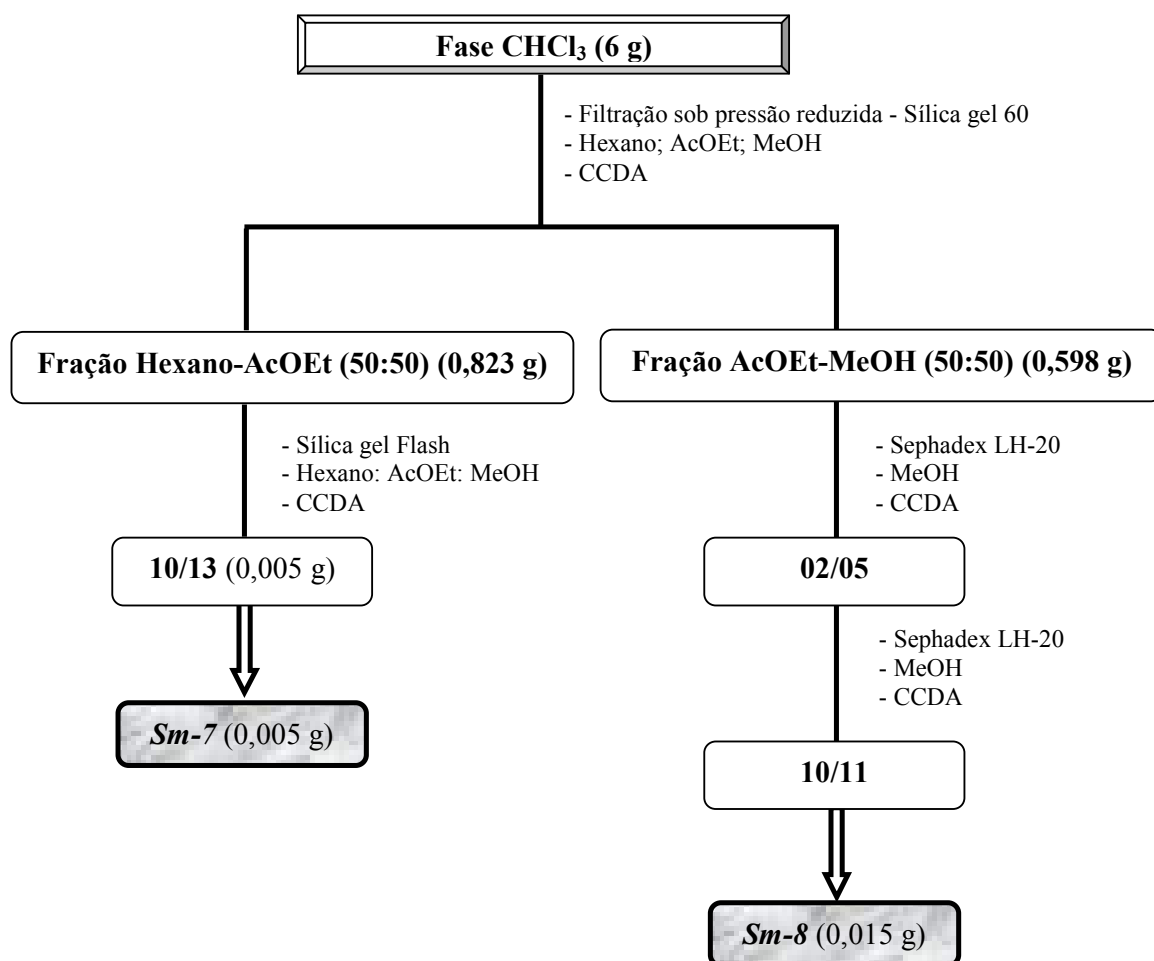 Fase CHCl₃ (6 g)
- Filtração sob pressão reduzida - Sílica gel 60
- Hexano; AcOEt; MeOH
- CCDA
Fração Hexano-AcOEt (50:50) (0,823 g)
Fração AcOEt-MeOH (50:50) (0,598 g)
- Sílica gel Flash
- Hexano: AcOEt: MeOH
- CCDA
- Sephadex LH-20
- MeOH
- CCDA
10/13 (0,005 g)
02/05
- Sephadex LH-20
- MeOH
- CCDA
Sm-7 (0,005 g)
10/11
Sm-8 (0,015 g)